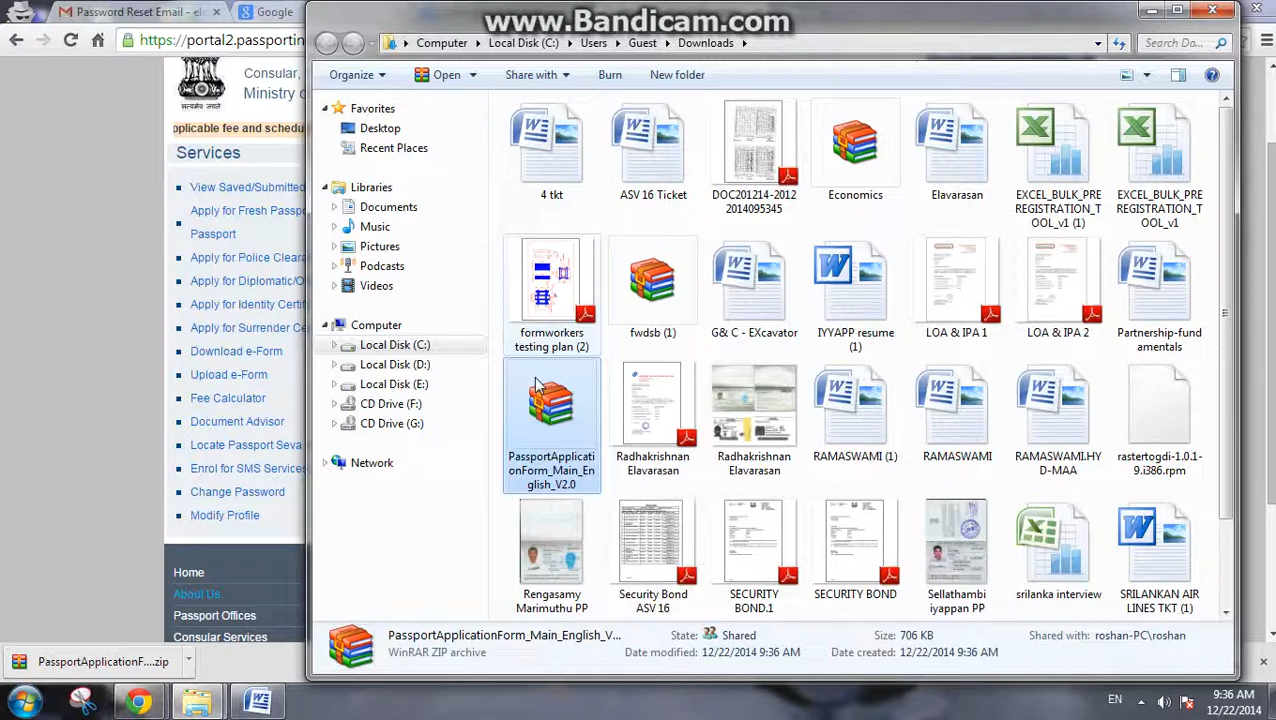 www.Bandicam.com
Password Reset Email - el
Google
https://portal2.passportin
Computer
Local Disk (C:)
Users
Guest
Downloads
Search Do...
Organize
Open
Share with
Burn
New folder
Consular,
Ministry o
applicable fee and schedu
Services
View Saved/Submitted
Apply for Fresh Passpo
Passport
Apply for Police Cleara
Apply for Diplomatic/O
Apply for Identity Certi
Apply for Surrender Ce
Download e-Form
Upload e-Form
Fee Calculator
Document Advisor
Locate Passport Seva
Enrol for SMS Services
Change Password
Modify Profile
Home
About Us
Passport Offices
Consular Services
Favorites
Desktop
Recent Places
Libraries
Documents
Music
Pictures
Podcasts
Videos
Computer
Local Disk (C:)
Local Disk (D:)
Local Disk (E:)
CD Drive (F:)
CD Drive (G:)
Network
4 tkt
ASV 16 Ticket
DOC201214-2012
2014095345
Economics
Elavarasan
EXCEL_BULK_PRE
REGISTRATION_T
OOL_v1 (1)
EXCEL_BULK_PRE
REGISTRATION_T
OOL_v1
formworkers
testing plan (2)
fwdsb (1)
G& C - EXcavator
IYYAPP resume
(1)
LOA & IPA 1
LOA & IPA 2
Partnership-fund
amentals
PassportApplicati
onForm_Main_En
glish_V2.0
Radhakrishnan
Elavarasan
Radhakrishnan
Elavarasan
RAMASWAMI (1)
RAMASWAMI
RAMASWAMI.HY
D-MAA
rastertogdi-1.0.1-
9.i386.rpm
Rengasamy
Marimuthu PP
Security Bond
ASV 16
SECURITY
BOND.1
SECURITY BOND
Sellathambi
iyappan PP
srilanka interview
SRILANKAN AIR
LINES TKT (1)
PassportApplicationForm_Main_English_V...
State:
Shared
Size: 706 KB
Shared with: roshan-PC\roshan
WinRAR ZIP archive
Date modified: 12/22/2014 9:36 AM
Date created: 12/22/2014 9:36 AM
PassportApplicationF....zip
EN
9:36 AM
12/22/2014